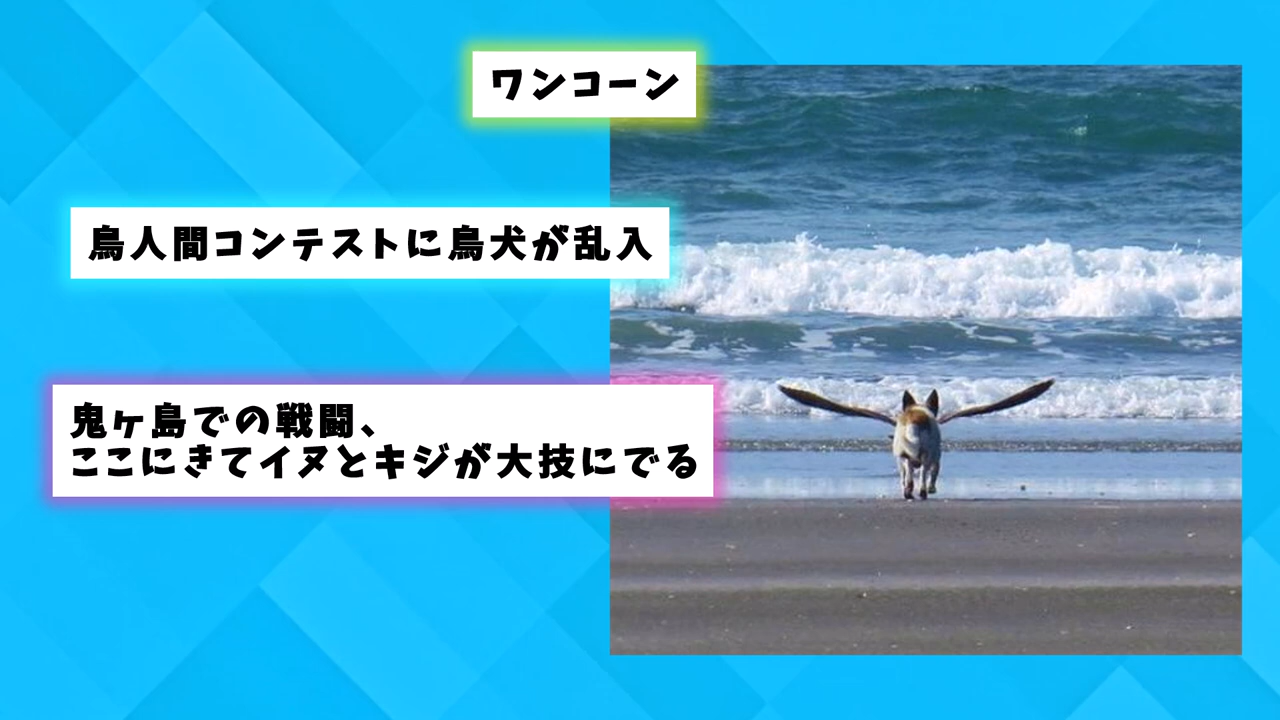 ワンコーン
鳥人間コンテストに鳥犬が乱入
鬼ヶ島での戦闘、
ここにきてイヌとキジが大技にでる